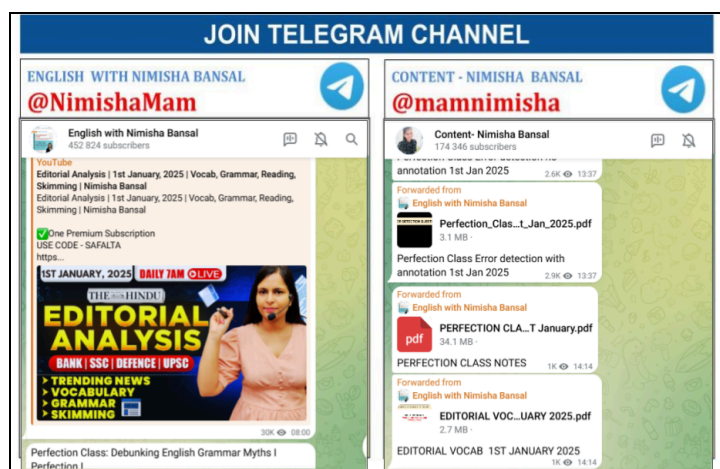 JOIN TELEGRAM CHANNEL
ENGLISH WITH NIMISHA BANSAL
@NimishaMam
English with Nimisha Bansal
452 824 subscribers
YouTube
Editorial Analysis | 1st January, 2025 | Vocab, Grammar, Reading,
Skimming | Nimisha Bansal
Editorial Analysis | 1st January, 2025 | Vocab, Grammar, Reading,
Skimming | Nimisha Bansal
✅One Premium Subscription
USE CODE - SAFALTA
https...
1ST JANUARY, 2025 DAILY 7AM LIVE
THE HINDU
EDITORIAL
ANALYSIS
BANK | SSC | DEFENCE | UPSC
TRENDING NEWS
VOCABULARY
GRAMMAR
SKIMMING
30K 08:00
Perfection Class: Debunking English Grammar Myths I
Perfection I
CONTENT - NIMISHA BANSAL
@mamnimisha
Content- Nimisha Bansal
174 346 subscribers
Perfection Class Error detection no
annotation 1st Jan 2025 2.6K 13:37
Forwarded from
English with Nimisha Bansal
Perfection_Clas...t_Jan_2025.pdf
3.1 MB ·
Perfection Class Error detection with
annotation 1st Jan 2025 2.9K 13:37
Forwarded from
English with Nimisha Bansal
pdf
PERFECTION CLA...T January.pdf
34.1 MB ·
PERFECTION CLASS NOTES 1K 14:14
Forwarded from
English with Nimisha Bansal
EDITORIAL VOC...UARY 2025.pdf
2.7 MB ·
EDITORIAL VOCAB 1ST JANUARY 2025
1K 14:14